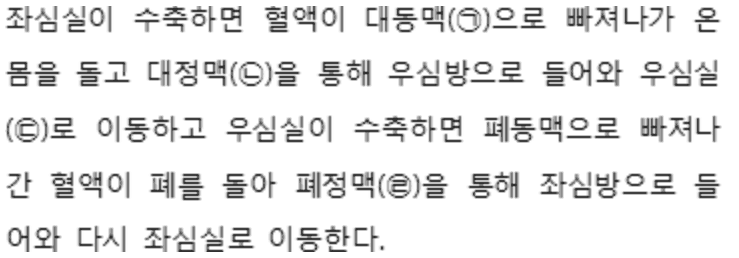 좌심실이 수축하면 혈액이 대동맥(㉠)으로 빠져나가 온
몸을 돌고 대정맥(㉡)을 통해 우심방으로 들어와 우심실
(㉢)로 이동하고 우심실이 수축하면 폐동맥으로 빠져나
간 혈액이 폐를 돌아 폐정맥(㉣)을 통해 좌심방으로 들
어와 다시 좌심실로 이동한다.